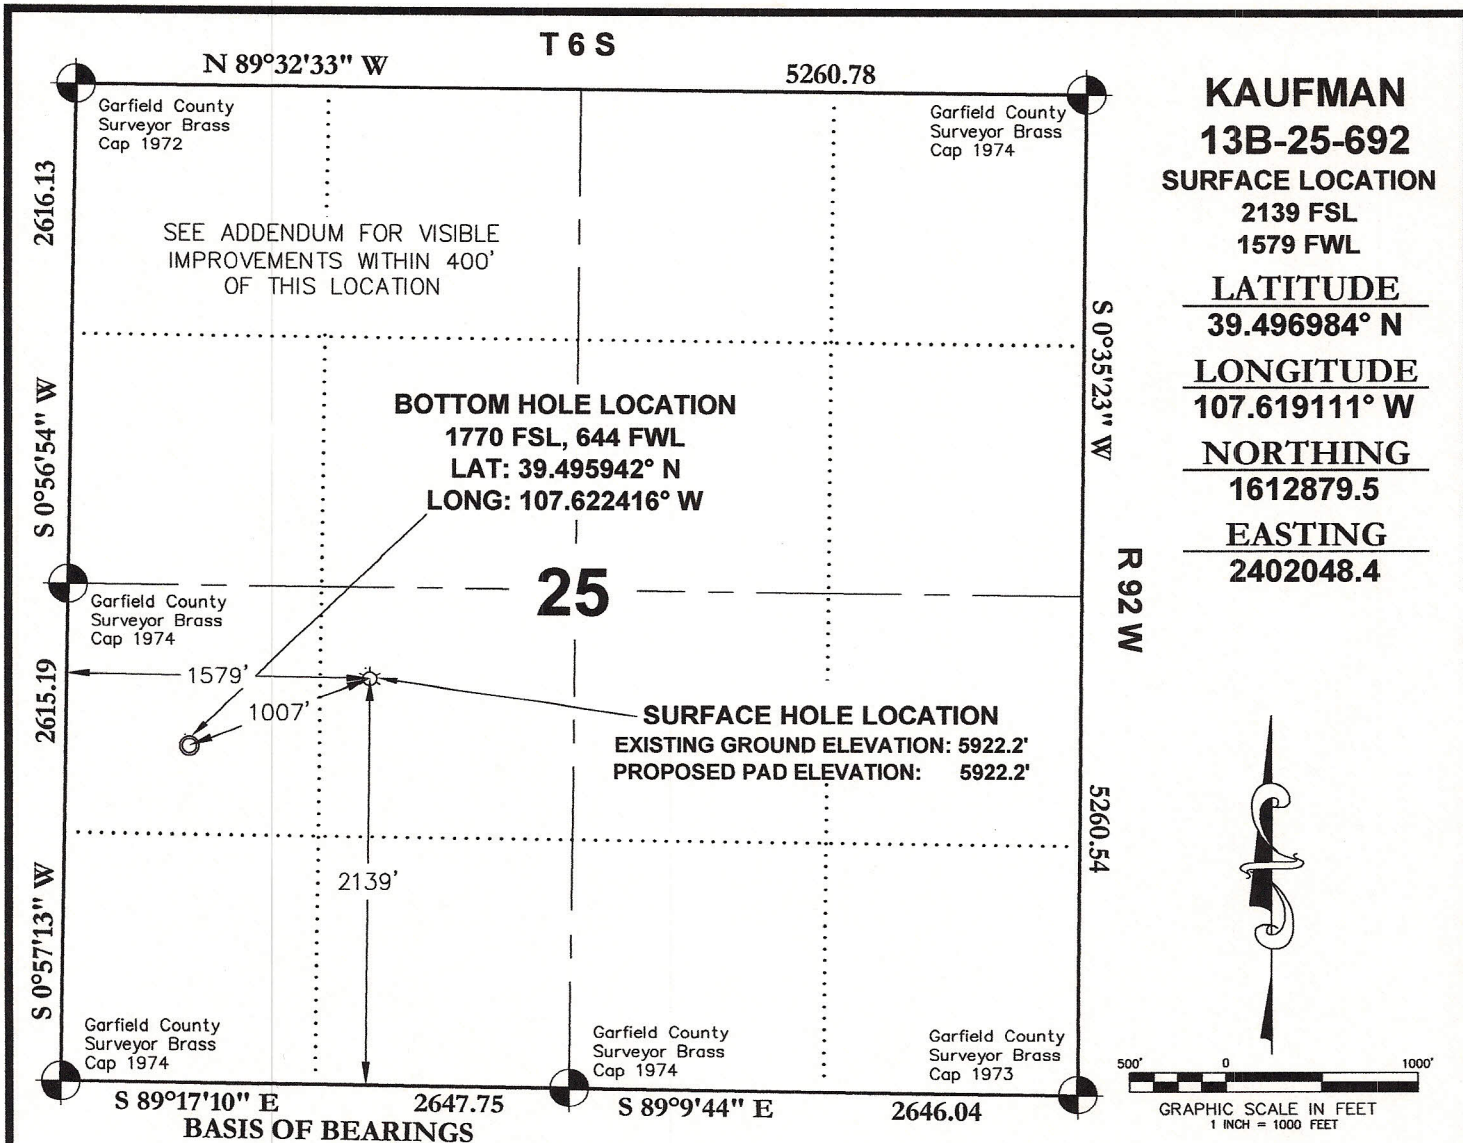 T 6 S
N 89°32'33" W
5260.78
Garfield County
Surveyor Brass
Cap 1972
Garfield County
Surveyor Brass
Cap 1974
2616.13
SEE ADDENDUM FOR VISIBLE
IMPROVEMENTS WITHIN 400'
OF THIS LOCATION
S 0°56'54" W
BOTTOM HOLE LOCATION
1770 FSL, 644 FWL
LAT: 39.495942° N
LONG: 107.622416° W
S 0°35'23" W
25
R 92 W
Garfield County
Surveyor Brass
Cap 1974
1579'
1007'
2615.19
SURFACE HOLE LOCATION
EXISTING GROUND ELEVATION: 5922.2'
PROPOSED PAD ELEVATION: 5922.2'
5260.54
2139'
S 0°57'13" W
Garfield County
Surveyor Brass
Cap 1974
Garfield County
Surveyor Brass
Cap 1974
Garfield County
Surveyor Brass
Cap 1973
S 89°17'10" E
2647.75
S 89°9'44" E
2646.04
BASIS OF BEARINGS
KAUFMAN
13B-25-692
SURFACE LOCATION
2139 FSL
1579 FWL
LATITUDE
39.496984° N
LONGITUDE
107.619111° W
NORTHING
1612879.5
EASTING
2402048.4
500' 0 1000'
GRAPHIC SCALE IN FEET
1 INCH = 1000 FEET